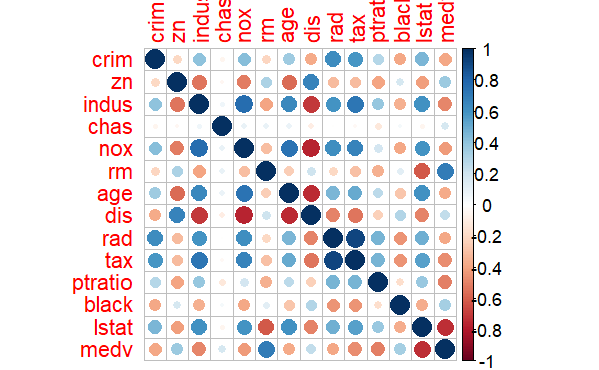 crim zn indus chas nox rm age dis rad tax ptrati black lstat medv
crim
zn
indus
chas
nox
rm
age
dis
rad
tax
ptratio
black
lstat
medv
1
0.8
0.6
0.4
0.2
0
-0.2
-0.4
-0.6
-0.8
-1